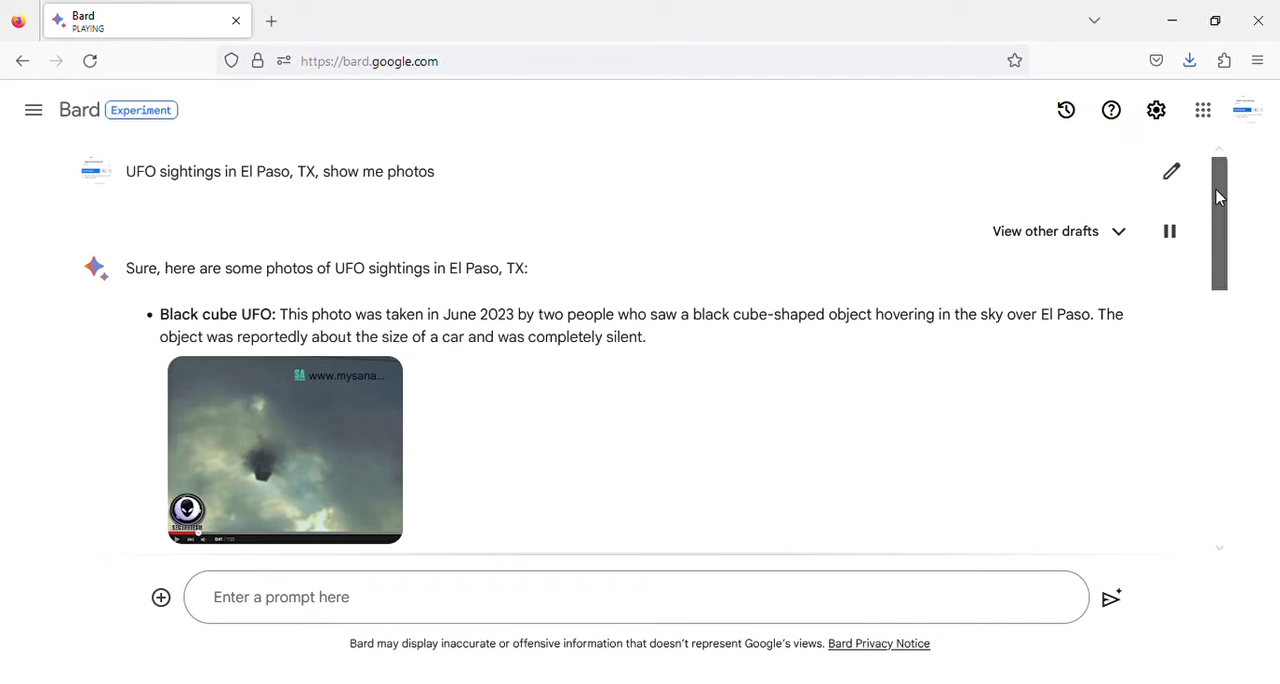 Bard
PLAYING
https://bard.google.com
Bard Experiment
UFO sightings in El Paso, TX, show me photos
View other drafts
Sure, here are some photos of UFO sightings in El Paso, TX:
• Black cube UFO: This photo was taken in June 2023 by two people who saw a black cube-shaped object hovering in the sky over El Paso. The
object was reportedly about the size of a car and was completely silent.
SA www.mysana...
Enter a prompt here
Bard may display inaccurate or offensive information that doesn't represent Google's views. Bard Privacy Notice